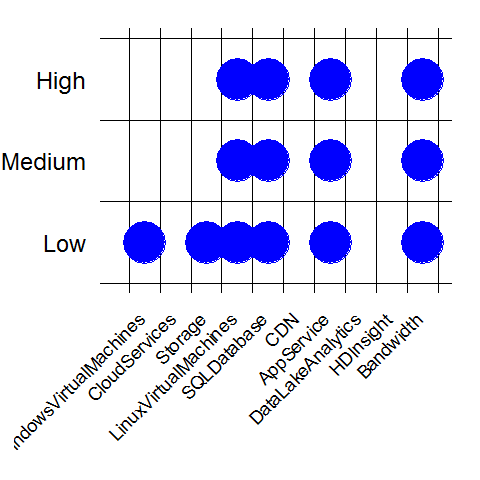 High
Medium
Low
ndowsVirtualMachines
CloudServices
Storage
LinuxVirtualMachines
SQLDatabase
CDN
AppService
DataLakeAnalytics
HDInsight
Bandwidth